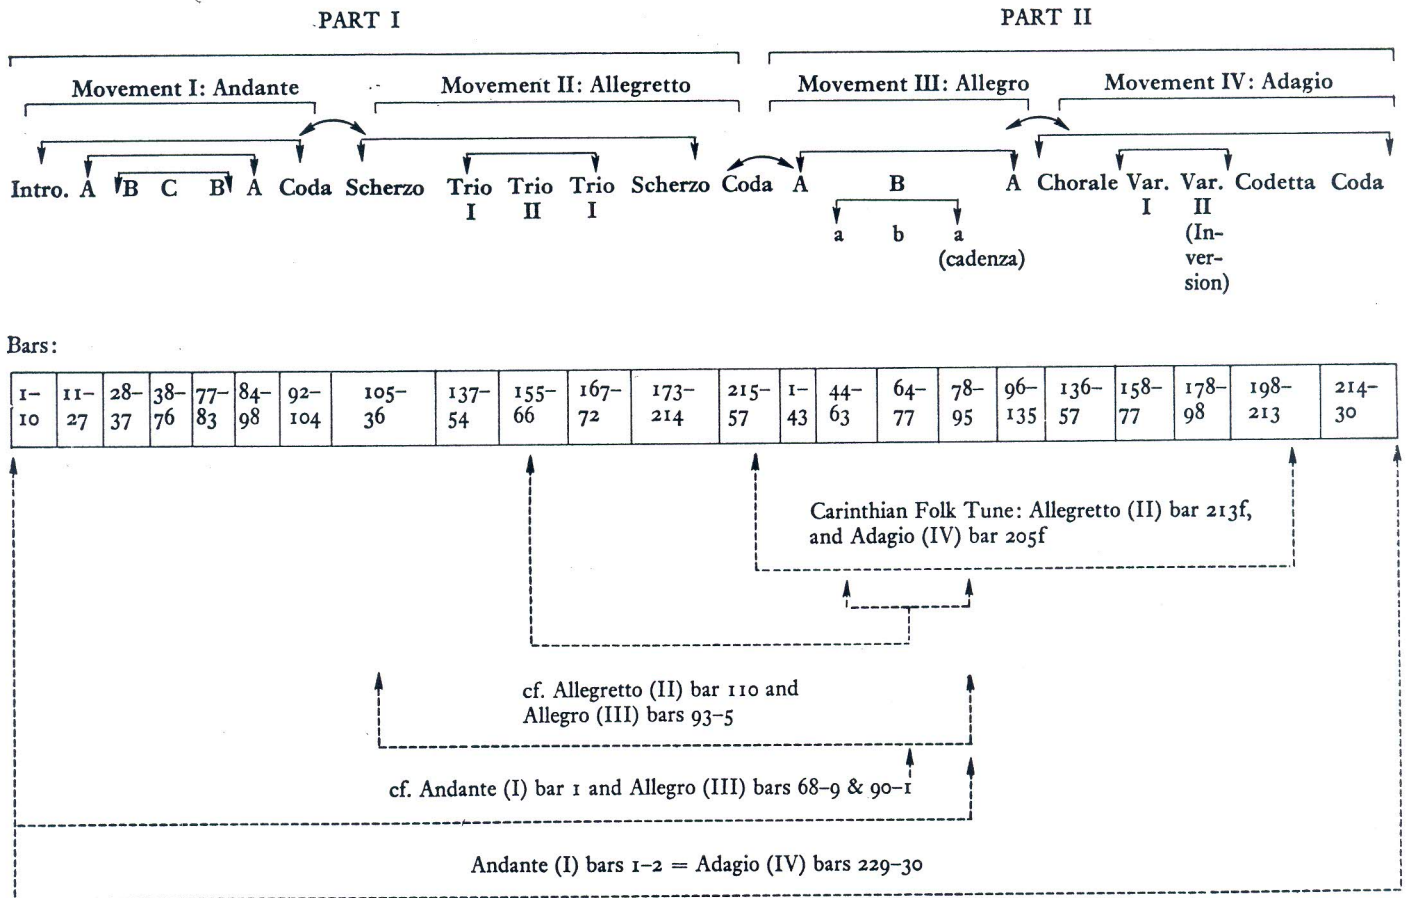 PART I PART II
Movement I: Andante Movement II: Allegretto Movement III: Allegro Movement IV: Adagio
Intro. A B C B A Coda Scherzo Trio Trio Trio Scherzo Coda A B A Chorale Var. Var. Codetta Coda
I II I I II
a b a (In-
(cadenza) ver-
sion)
Bars:
1– 11– 28– 38– 77– 84– 92– 105– 137– 155– 167– 173– 215– 1– 44– 64– 78– 96– 136– 158– 178– 198– 214–
10 27 37 76 83 98 104 36 54 66 72 214 57 43 63 77 95 135 57 77 98 213 30
Carinthian Folk Tune: Allegretto (II) bar 213f,
and Adagio (IV) bar 205f
cf. Allegretto (II) bar 110 and
Allegro (III) bars 93–5
cf. Andante (I) bar 1 and Allegro (III) bars 68–9 & 90–1
Andante (I) bars 1–2 = Adagio (IV) bars 229–30